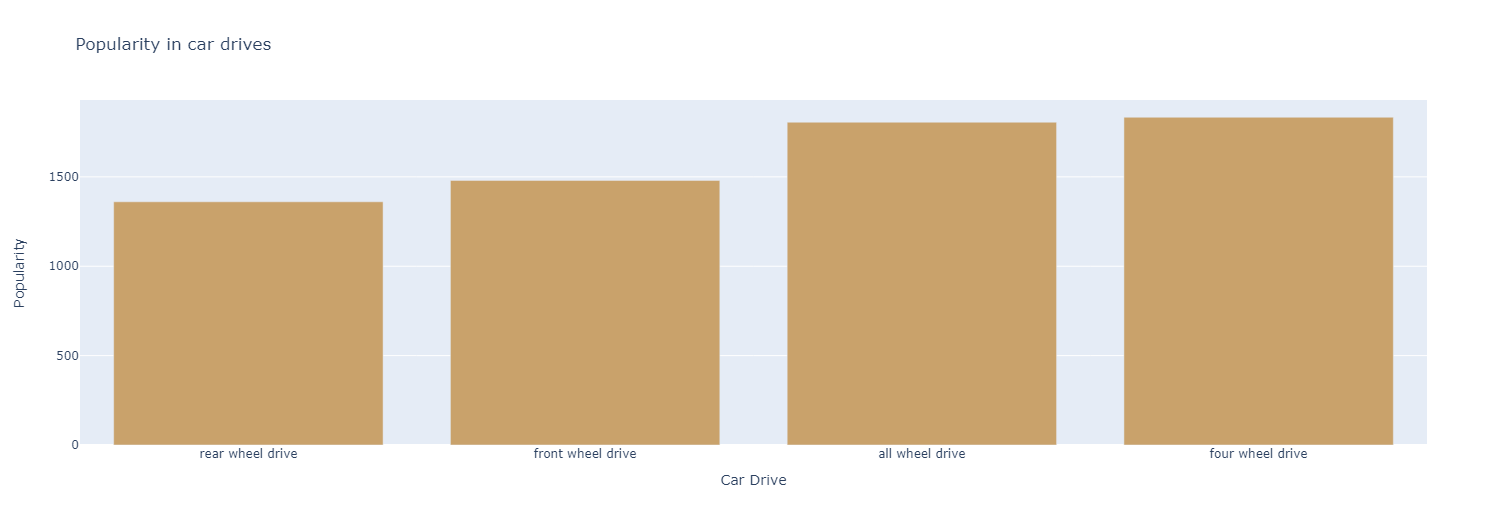 Popularity in car drives
Popularity
1500
1000
500
0
rear wheel drive
front wheel drive
all wheel drive
four wheel drive
Car Drive